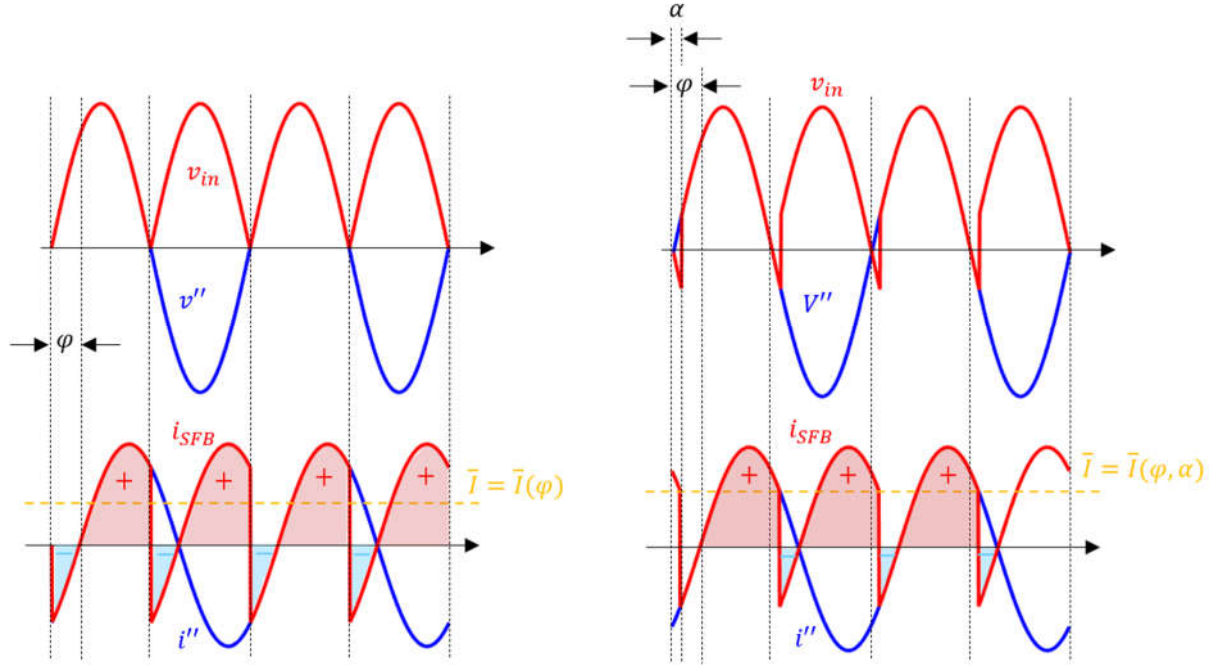 α
φ
v_in
v_in
v''
V''
φ
i_SFB
i_SFB
+ + + +
+ + +
Ī = Ī(φ)
Ī = Ī(φ, α)
− − − −
− − −
i''
i''